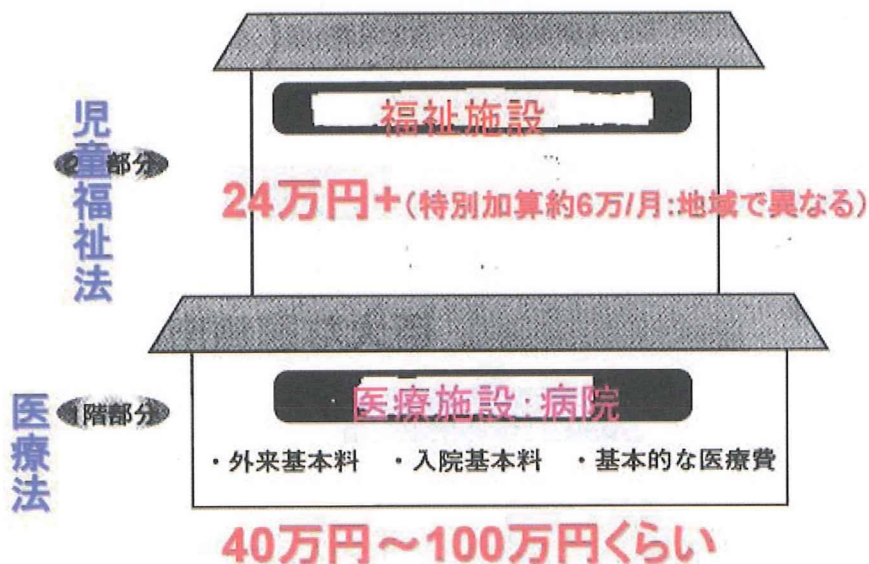 福祉施設
児童福祉法
2階部分
24万円+(特別加算約6万/月:地域で異なる)
医療施設:病院
医療法
1階部分
・外来基本料 ・入院基本料 ・基本的な医療費
40万円~100万円くらい